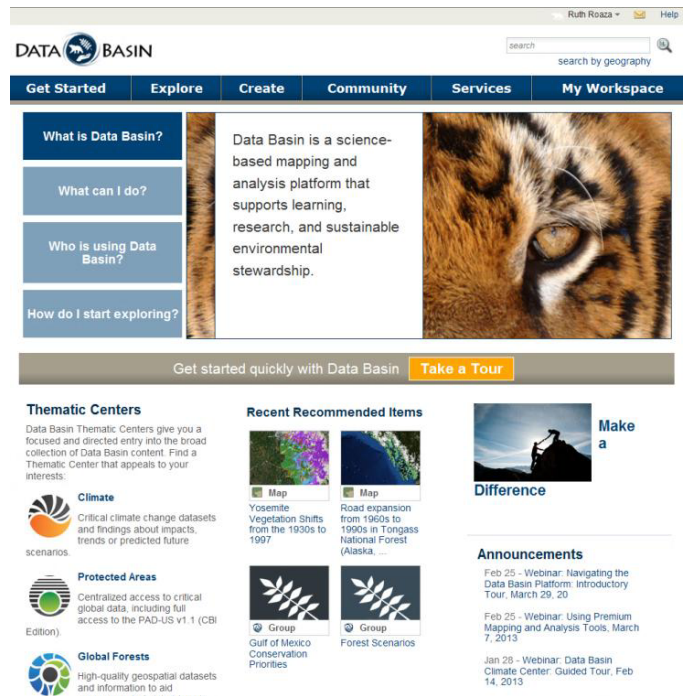 Ruth Roaza
Help
DATA BASIN
search
search by geography
Get Started Explore Create Community Services My Workspace
What is Data Basin?
What can I do?
Who is using Data
Basin?
How do I start exploring?
Data Basin is a science-
based mapping and
analysis platform that
supports learning,
research, and sustainable
environmental
stewardship.
Get started quickly with Data Basin Take a Tour
Thematic Centers
Data Basin Thematic Centers give you a
focused and directed entry into the broad
collection of Data Basin content. Find a
Thematic Center that appeals to your
interests:
Climate
Critical climate change datasets
and findings about impacts,
trends or predicted future
scenarios.
Protected Areas
Centralized access to critical
global data, including full
access to the PAD-US v1.1 (CBI
Edition).
Global Forests
High-quality geospatial datasets
and information to aid
Recent Recommended Items
Map
Yosemite
Vegetation Shifts
from the 1930s to
1997
Map
Road expansion
from 1960s to
1990s in Tongass
National Forest
(Alaska, ...
Group
Gulf of Mexico
Conservation
Priorities
Group
Forest Scenarios
Make
a
Difference
Announcements
Feb 25 - Webinar: Navigating the
Data Basin Platform: Introductory
Tour, March 29, 20
Feb 25 - Webinar: Using Premium
Mapping and Analysis Tools, March
7, 2013
Jan 28 - Webinar: Data Basin
Climate Center: Guided Tour, Feb
14, 2013